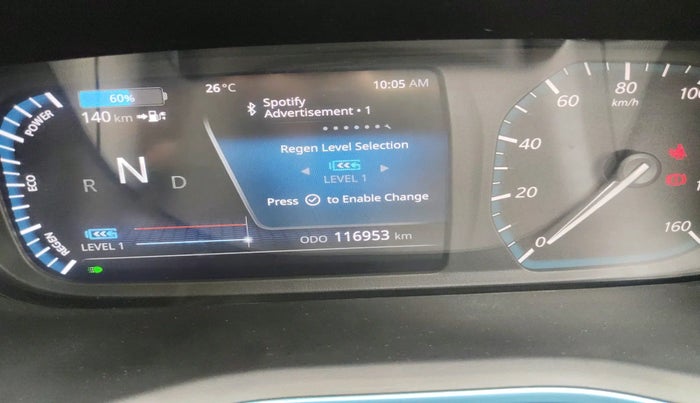 POWER
ECO
REGEN
60%
140 km
26°C
10:05 AM
Spotify
Advertisement • 1
Regen Level Selection
LEVEL 1
Press to Enable Change
R N D
LEVEL 1
ODO 116953 km
0
20
40
60
80
km/h
160